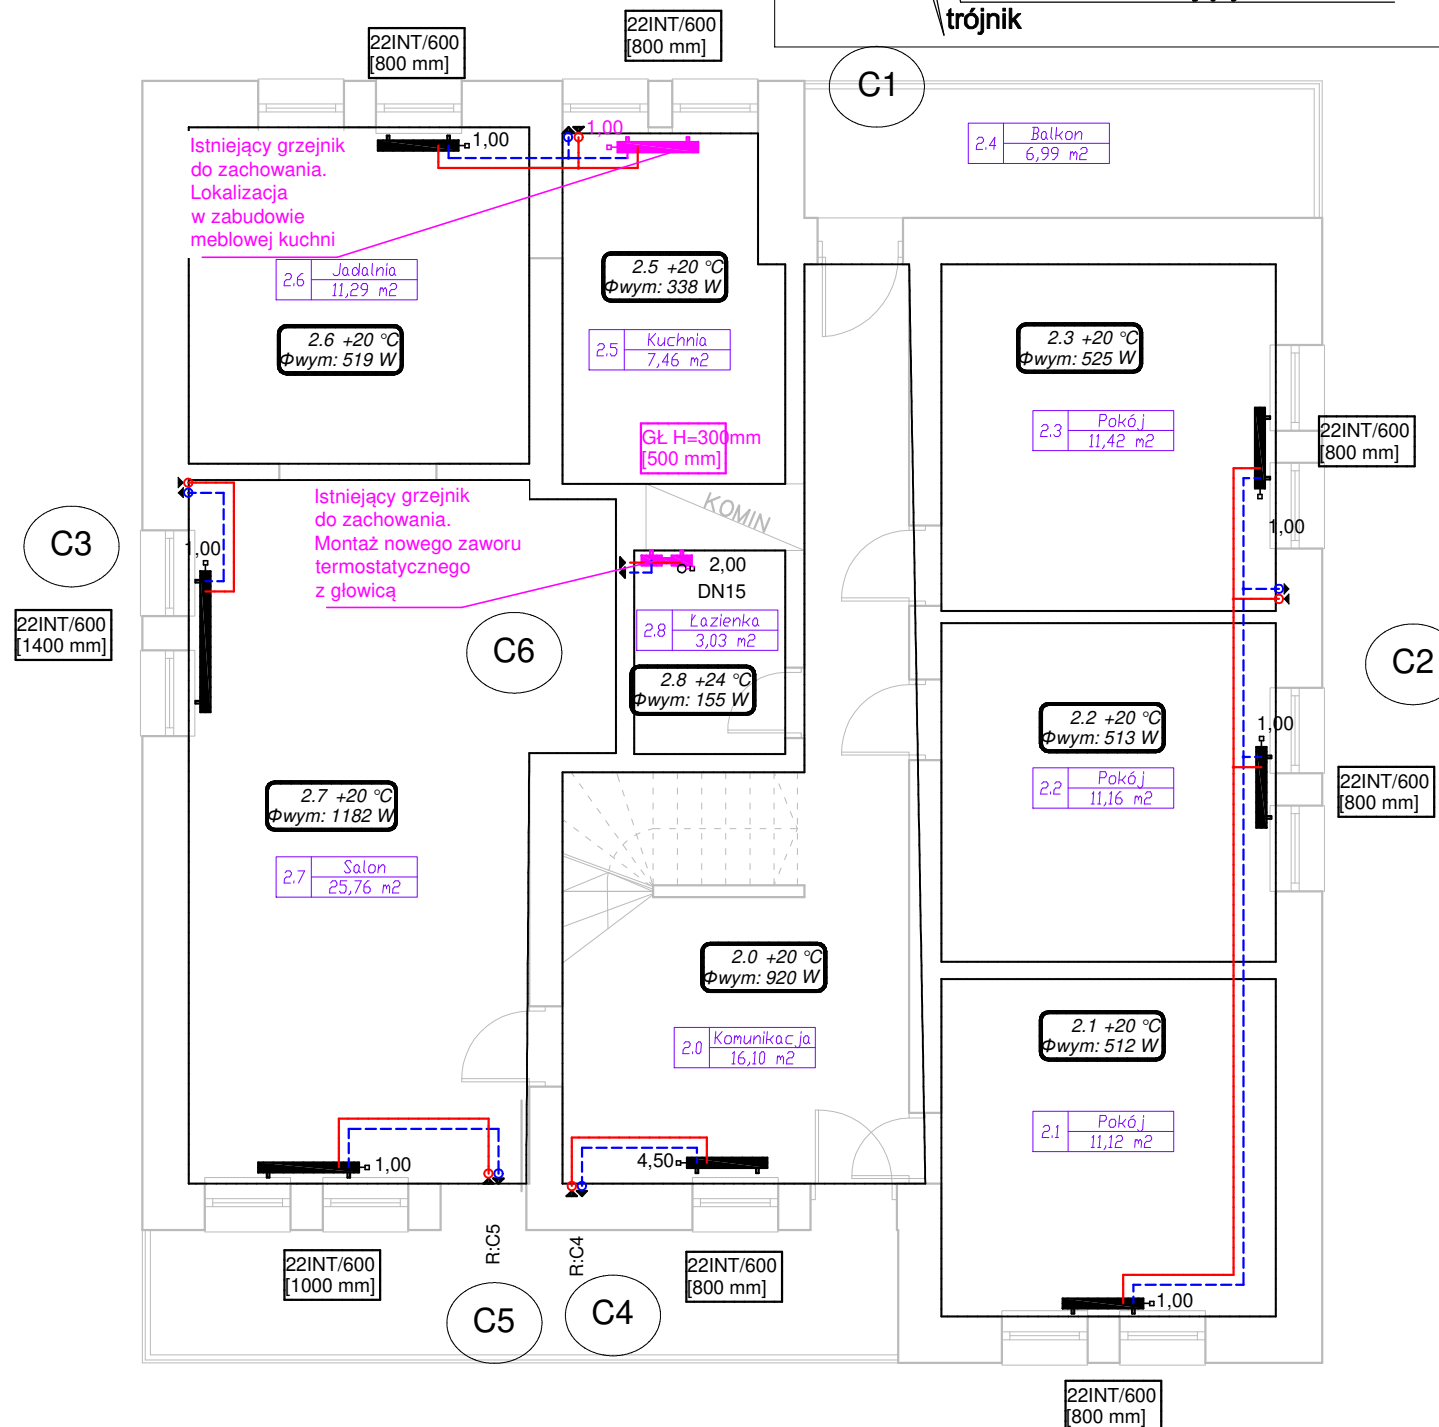 trójnik
22INT/600
[800 mm]
22INT/600
[800 mm]
C1
2.4
Balkon
6,99 m2
Istniejący grzejnik
do zachowania.
Lokalizacja
w zabudowie
meblowej kuchni
1,00
1,00
2.6
Jadalnia
11,29 m2
2.5 +20 °C
Φwym: 338 W
2.6 +20 °C
Φwym: 519 W
2.5
Kuchnia
7,46 m2
2.3 +20 °C
Φwym: 525 W
2.3
Pokój
11,42 m2
22INT/600
[800 mm]
GŁ H=300mm
[500 mm]
Istniejący grzejnik
do zachowania.
Montaż nowego zaworu
termostatycznego
z głowicą
KOMIN
1,00
C3
1,00
2,00
DN15
22INT/600
[1400 mm]
C6
2.8
Łazienka
3,03 m2
C2
2.8 +24 °C
Φwym: 155 W
2.2 +20 °C
Φwym: 513 W
1,00
2.2
Pokój
11,16 m2
22INT/600
[800 mm]
2.7 +20 °C
Φwym: 1182 W
2.7
Salon
25,76 m2
2.0 +20 °C
Φwym: 920 W
2.0
Komunikacja
16,10 m2
2.1 +20 °C
Φwym: 512 W
2.1
Pokój
11,12 m2
1,00
4,50
R:C5
R:C4
22INT/600
[1000 mm]
22INT/600
[800 mm]
C5
C4
1,00
22INT/600
[800 mm]